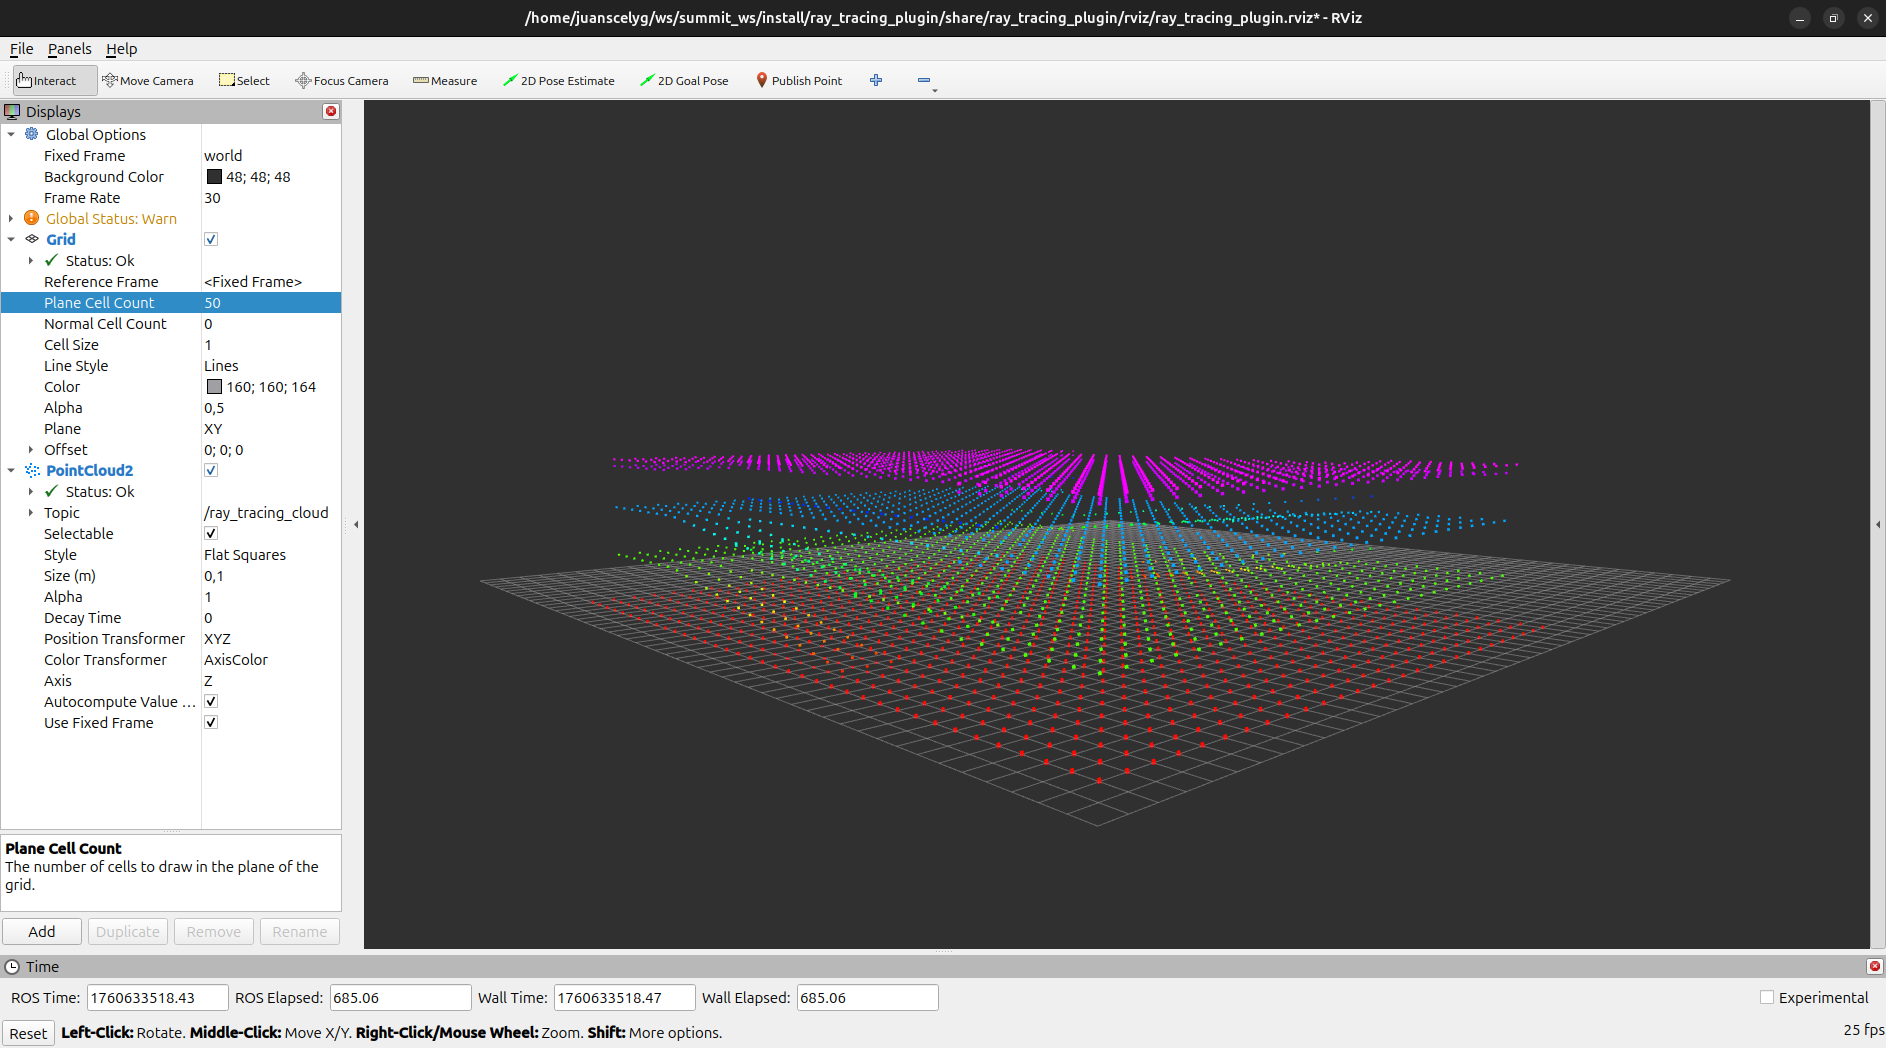 /home/juanscelyg/ws/summit_ws/install/ray_tracing_plugin/share/ray_tracing_plugin/rviz/ray_tracing_plugin.rviz* - RViz
File Panels Help
Interact Move Camera Select Focus Camera Measure 2D Pose Estimate 2D Goal Pose Publish Point
Displays
Global Options
Fixed Frame world
Background Color 48; 48; 48
Frame Rate 30
Global Status: Warn
Grid
Status: Ok
Reference Frame <Fixed Frame>
Plane Cell Count 50
Normal Cell Count 0
Cell Size 1
Line Style Lines
Color 160; 160; 164
Alpha 0,5
Plane XY
Offset 0; 0; 0
PointCloud2
Status: Ok
Topic /ray_tracing_cloud
Selectable
Style Flat Squares
Size (m) 0,1
Alpha 1
Decay Time 0
Position Transformer XYZ
Color Transformer AxisColor
Axis Z
Autocompute Value ...
Use Fixed Frame
Plane Cell Count
The number of cells to draw in the plane of the
grid.
Add Duplicate Remove Rename
Time
ROS Time: 1760633518.43 ROS Elapsed: 685.06 Wall Time: 1760633518.47 Wall Elapsed: 685.06 Experimental
Reset Left-Click: Rotate. Middle-Click: Move X/Y. Right-Click/Mouse Wheel: Zoom. Shift: More options. 25 fps